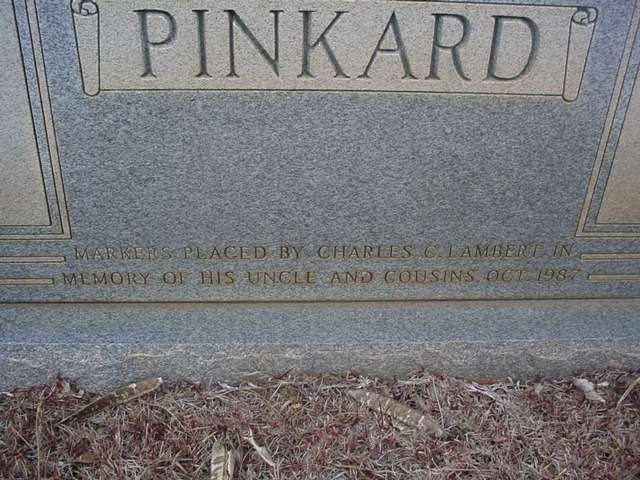 PINKARD
MARKERS PLACED BY CHARLES C. LAMBERT IN
MEMORY OF HIS UNCLE AND COUSINS, OCT. 1987